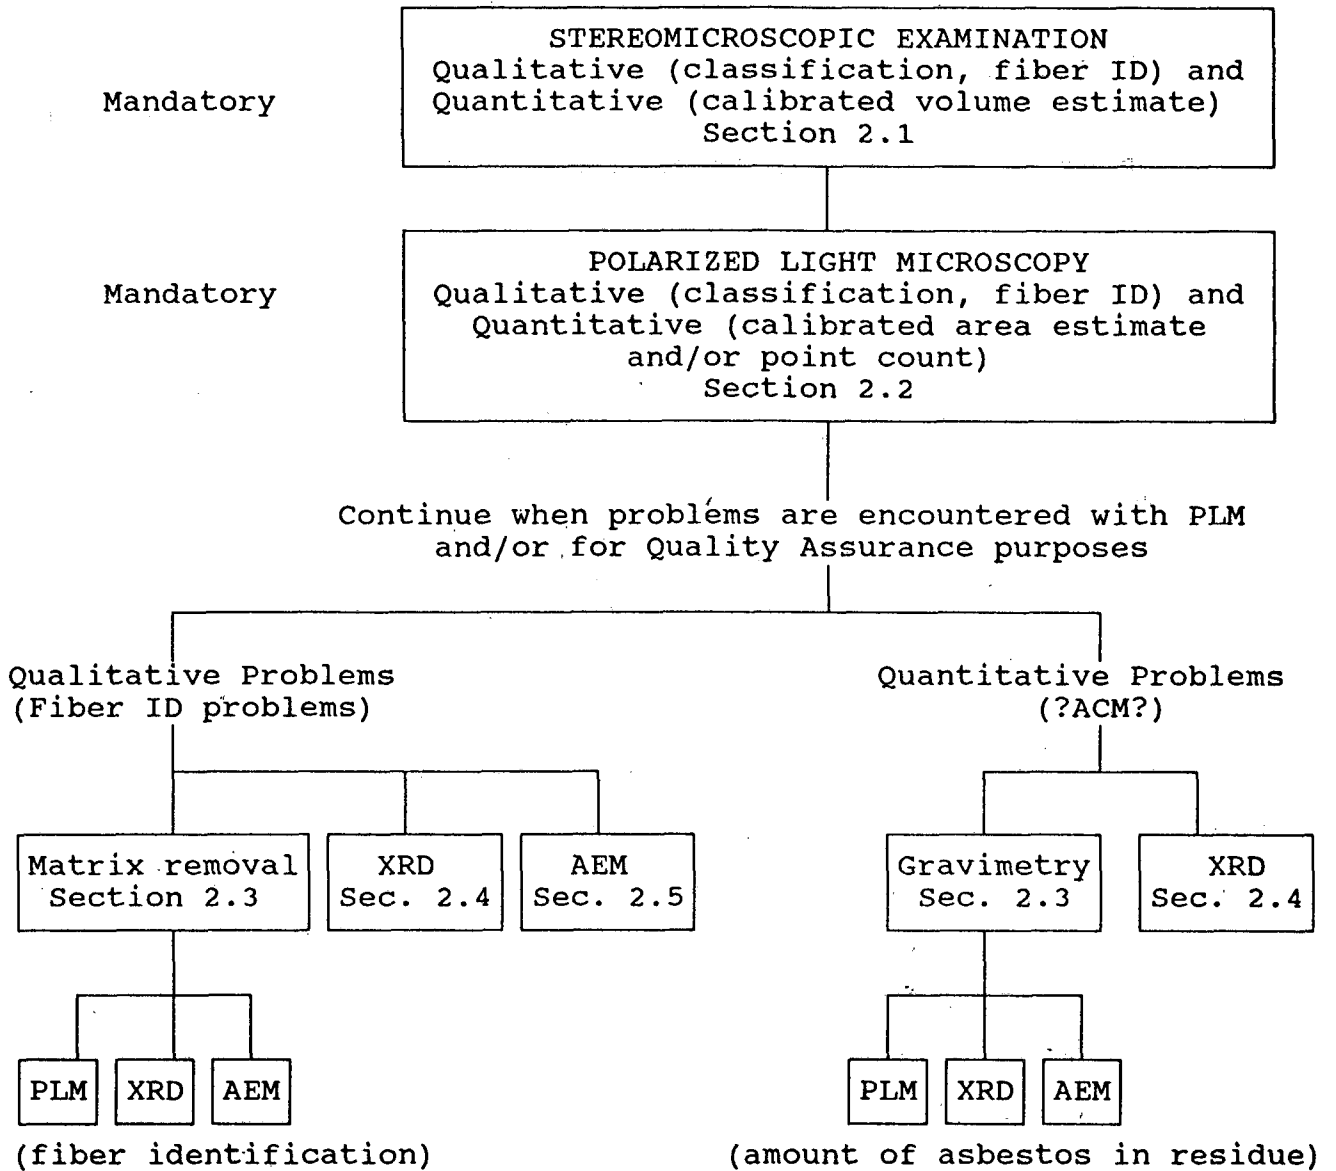 STEREOMICROSCOPIC EXAMINATION
Qualitative (classification, fiber ID) and
Mandatory
Quantitative (calibrated volume estimate)
Section 2.1
POLARIZED LIGHT MICROSCOPY
Mandatory
Qualitative (classification, fiber ID) and
Quantitative (calibrated area estimate
and/or point count)
Section 2.2
Continue when problems are encountered with PLM
and/or for Quality Assurance purposes
Qualitative Problems
(Fiber ID problems)
Quantitative Problems
(?ACM?)
Matrix removal
Section 2.3
XRD
Sec. 2.4
AEM
Sec. 2.5
Gravimetry
Sec. 2.3
XRD
Sec. 2.4
PLM
XRD
AEM
(fiber identification)
PLM
XRD
AEM
(amount of asbestos in residue)